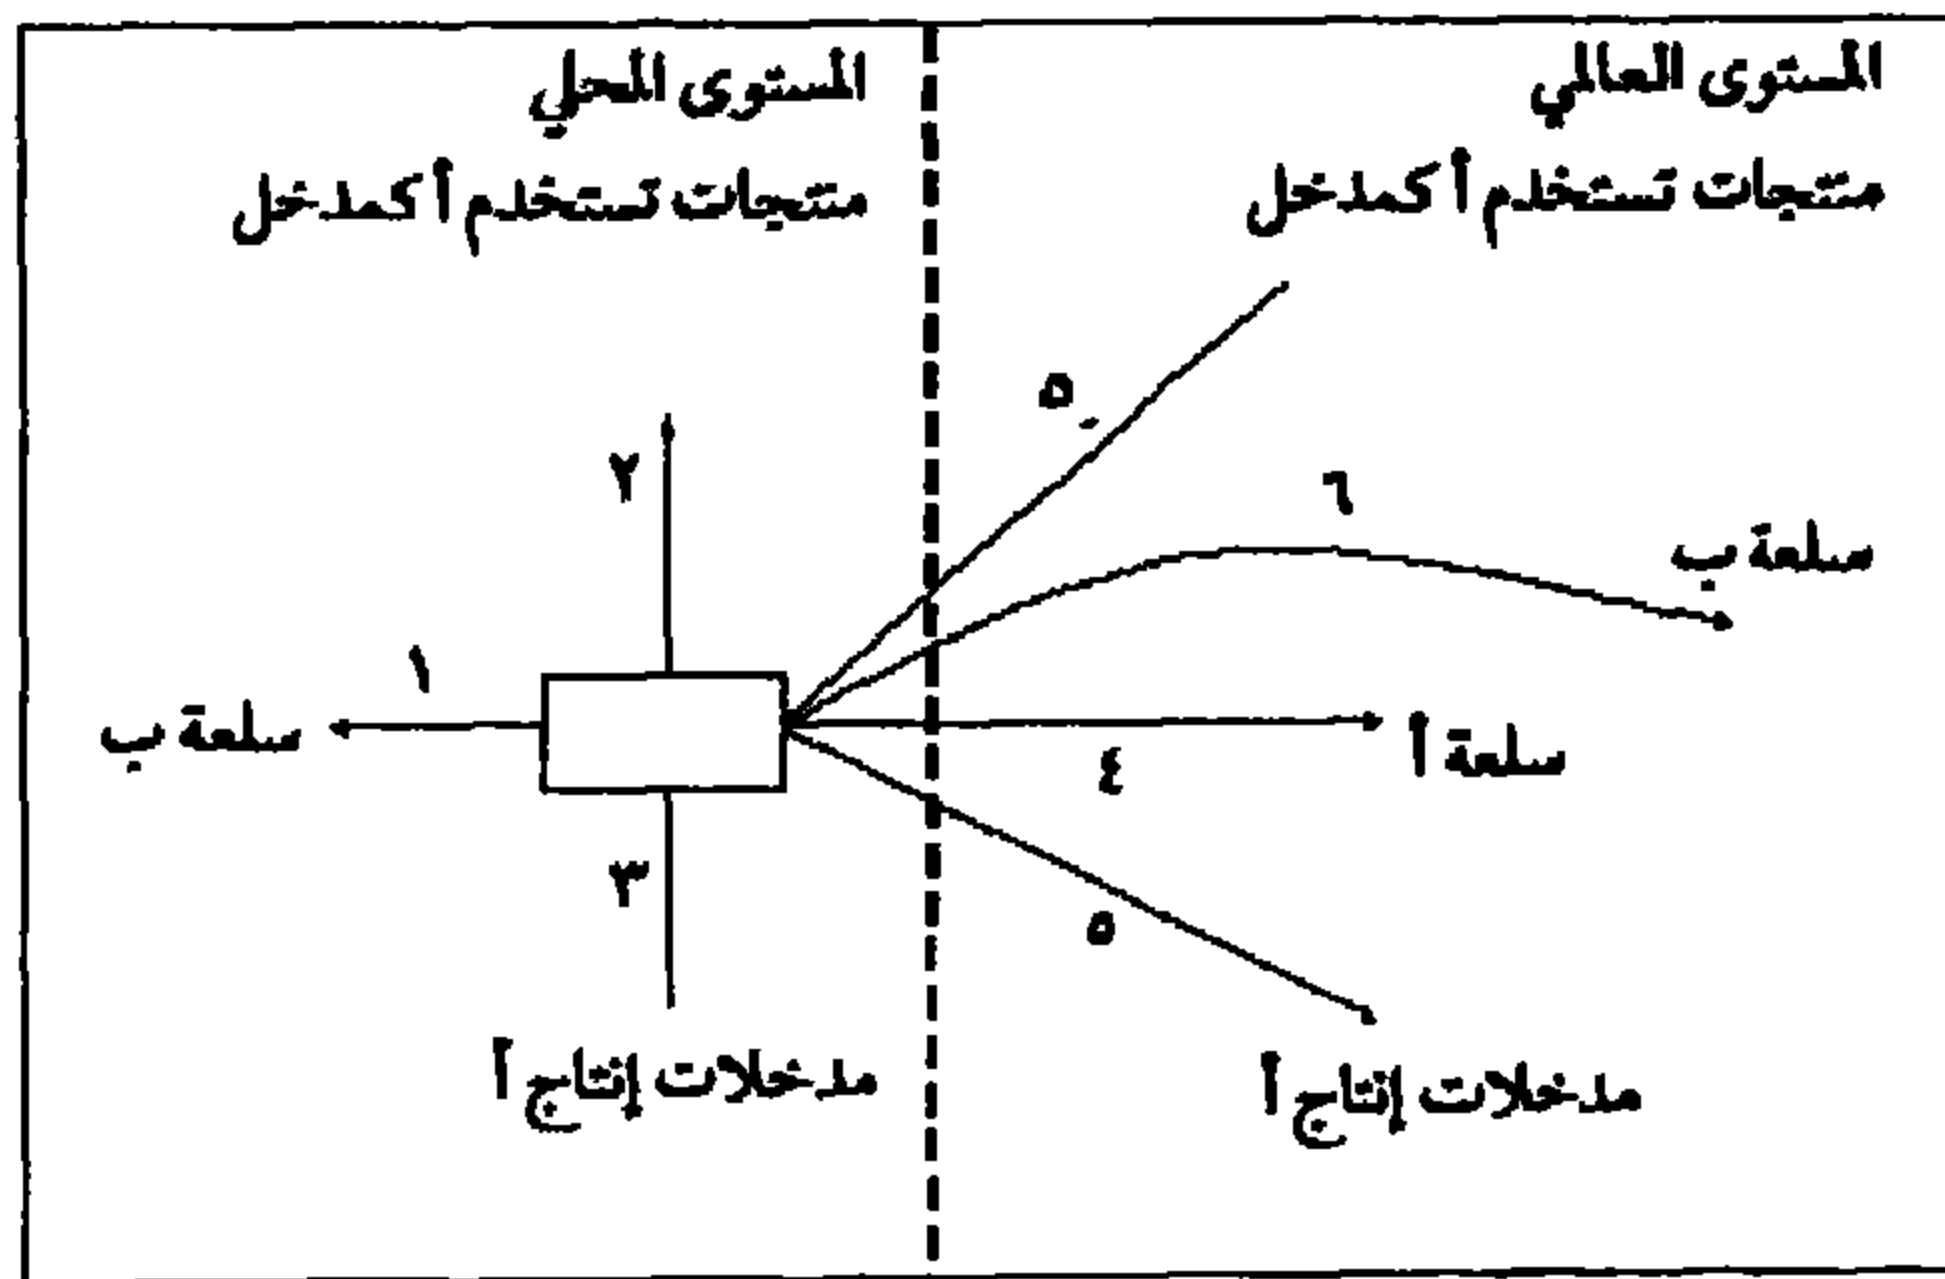 المستوى العالمي
منتجات تستخدم أ كمدخل
٥
٦
سلعة ب
سلعة أ
٤
٥
مدخلات إنتاج أ
المستوى المحلي
منتجات تستخدم أ كمدخل
٢
١
سلعة ب
٣
مدخلات إنتاج أ